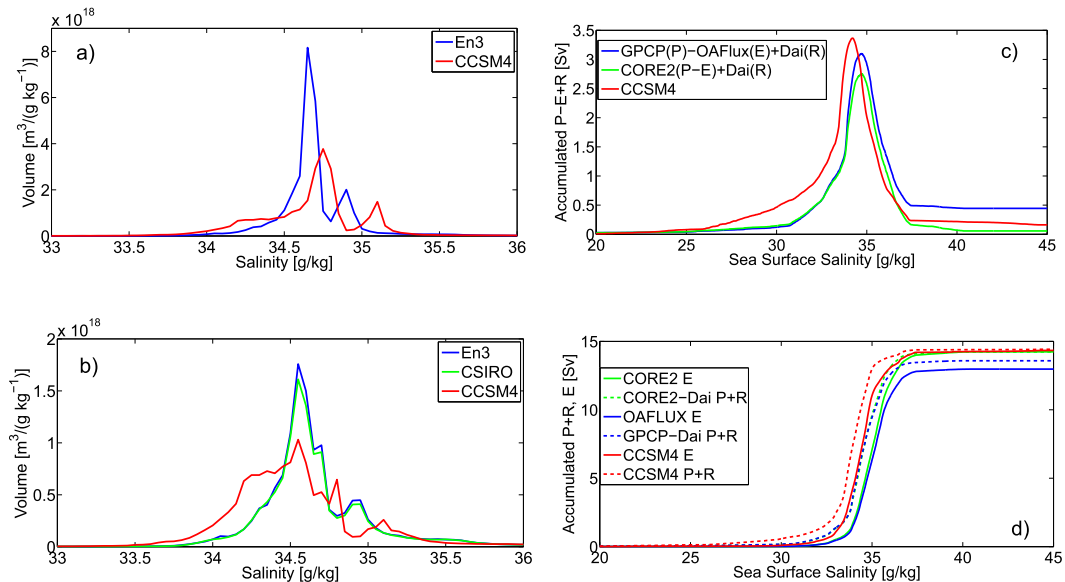 x 10^18
a)
En3
CCSM4
8
6
4
2
0
Volume [m^3/(g kg^−1)]
33 33.5 34 34.5 35 35.5 36
Salinity [g/kg]
c)
GPCP(P)−OAFlux(E)+Dai(R)
CORE2(P−E)+Dai(R)
CCSM4
3.5
3
2.5
2
1.5
1
0.5
0
Accumulated P−E+R [Sv]
20 25 30 35 40 45
Sea Surface Salinity [g/kg]
x 10^18
b)
En3
CSIRO
CCSM4
2
1.5
1
0.5
0
Volume [m^3/(g kg^−1)]
33 33.5 34 34.5 35 35.5 36
Salinity [g/kg]
15
10
5
0
Accumulated P+R, E [Sv]
CORE2 E
CORE2−Dai P+R
OAFLUX E
GPCP−Dai P+R
CCSM4 E
CCSM4 P+R
d)
20 25 30 35 40 45
Sea Surface Salinity [g/kg]